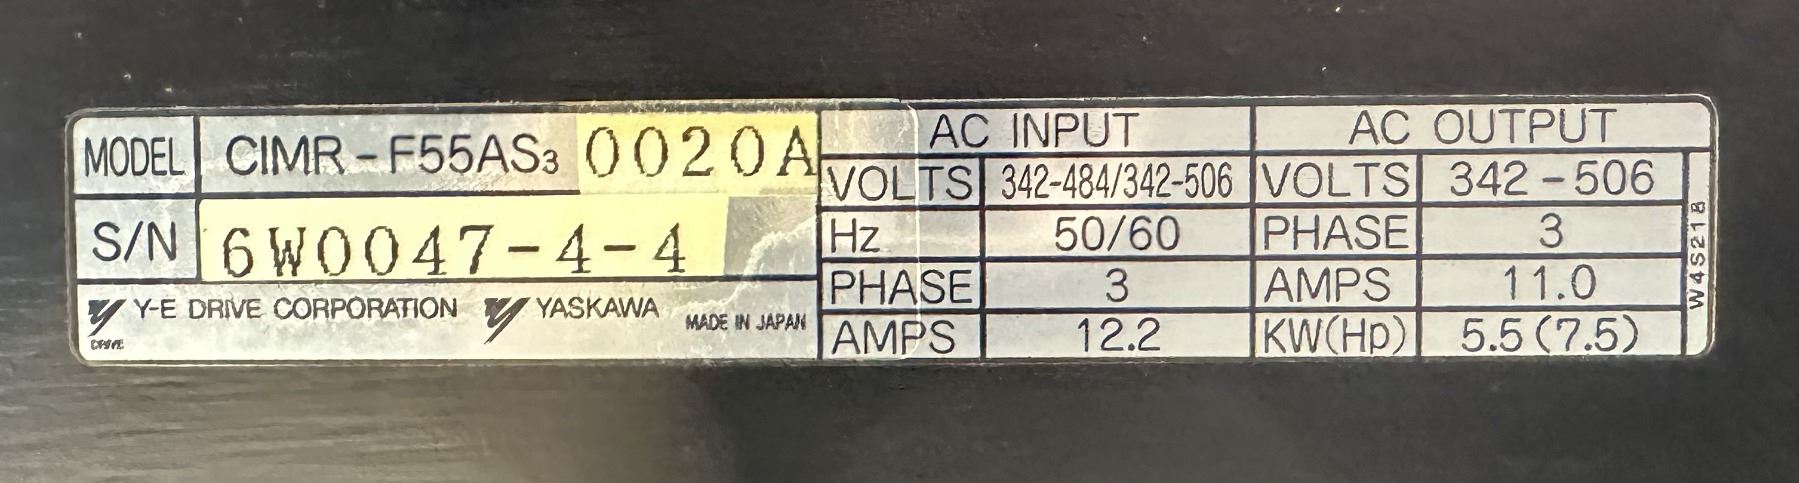 MODEL CIMR-F55AS3 0020A
S/N 6W0047-4-4
Y-E DRIVE CORPORATION YASKAWA
DRIVE
MADE IN JAPAN
AC INPUT AC OUTPUT
VOLTS 342-484/342-506 VOLTS 342-506
Hz 50/60 PHASE 3
PHASE 3 AMPS 11.0
AMPS 12.2 KW(Hp) 5.5(7.5)
W4S21B